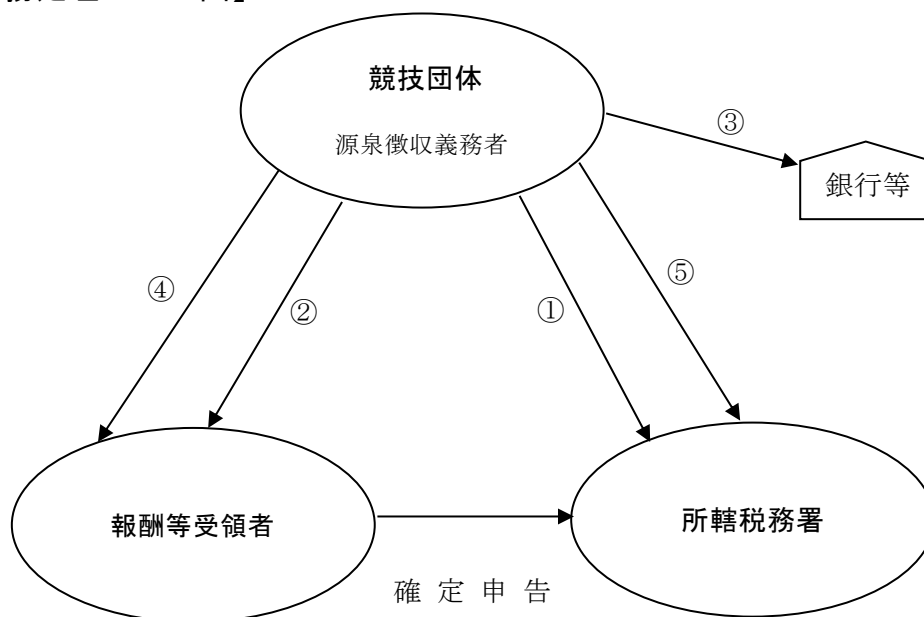 競技団体
源泉徴収義務者
③
銀行等
④
②
①
⑤
報酬等受領者
所轄税務署
確定申告